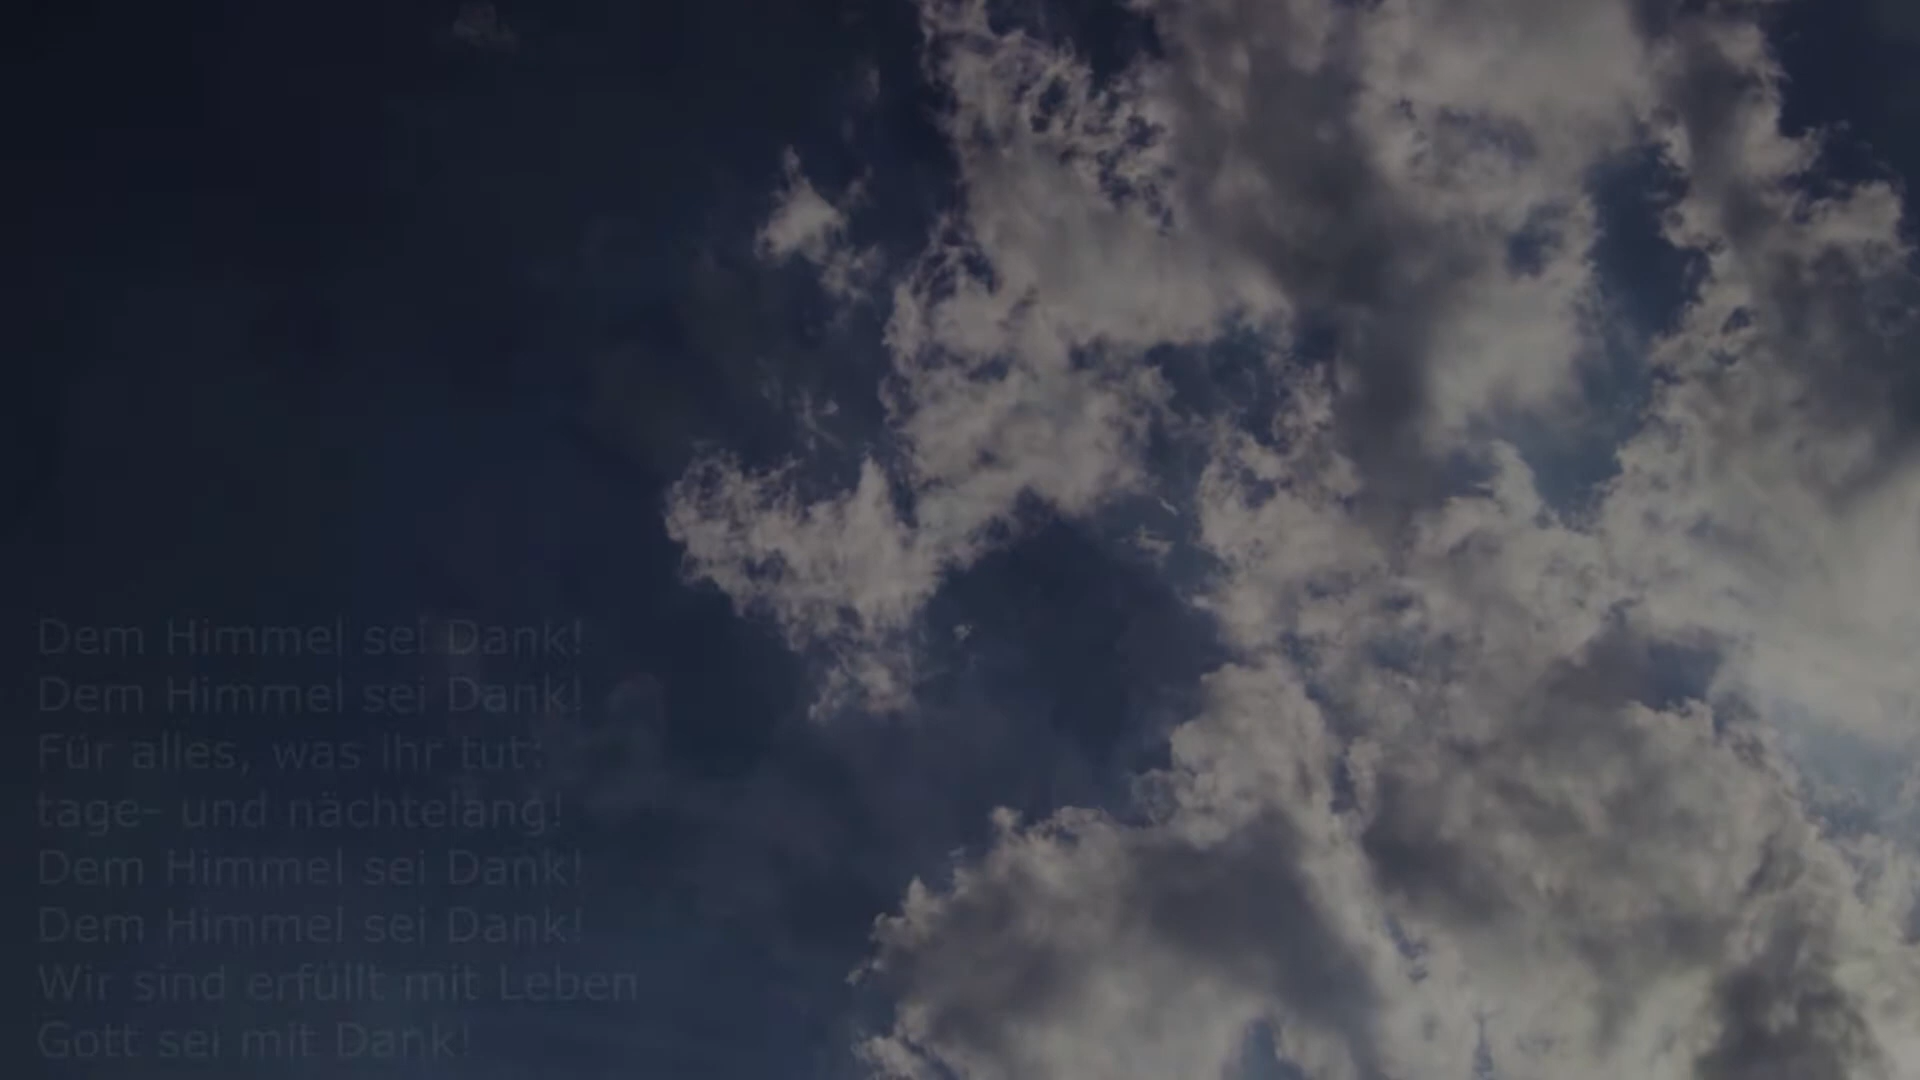 Dem Himmel sei Dank!
Dem Himmel sei Dank!
Für alles, was ihr tut:
tage- und nächtelang!
Dem Himmel sei Dank!
Dem Himmel sei Dank!
Wir sind erfüllt mit Leben
Gott sei mit Dank!